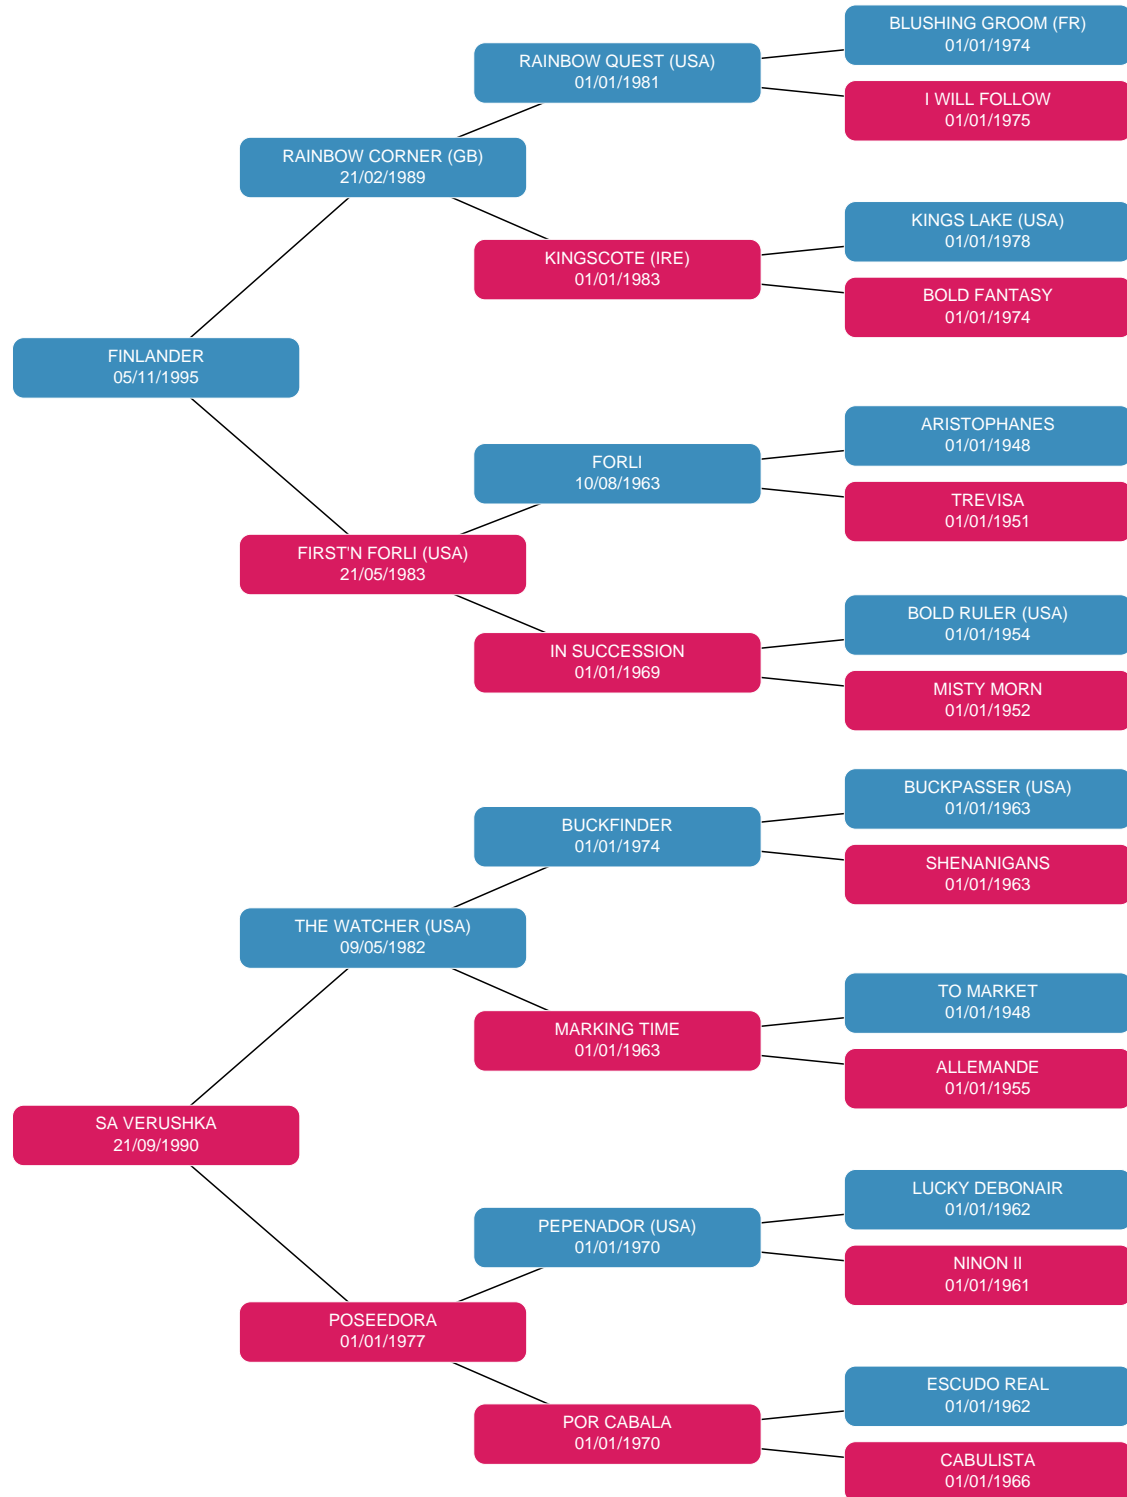 BLUSHING GROOM (FR)
01/01/1974
RAINBOW QUEST (USA)
01/01/1981
I WILL FOLLOW
01/01/1975
RAINBOW CORNER (GB)
21/02/1989
KINGS LAKE (USA)
01/01/1978
KINGSCOTE (IRE)
01/01/1983
BOLD FANTASY
01/01/1974
FINLANDER
05/11/1995
ARISTOPHANES
01/01/1948
FORLI
10/08/1963
TREVISA
01/01/1951
FIRST'N FORLI (USA)
21/05/1983
BOLD RULER (USA)
01/01/1954
IN SUCCESSION
01/01/1969
MISTY MORN
01/01/1952
BUCKPASSER (USA)
01/01/1963
BUCKFINDER
01/01/1974
SHENANIGANS
01/01/1963
THE WATCHER (USA)
09/05/1982
TO MARKET
01/01/1948
MARKING TIME
01/01/1963
ALLEMANDE
01/01/1955
SA VERUSHKA
21/09/1990
LUCKY DEBONAIR
01/01/1962
PEPENADOR (USA)
01/01/1970
NINON II
01/01/1961
POSEEDORA
01/01/1977
ESCUDO REAL
01/01/1962
POR CABALA
01/01/1970
CABULISTA
01/01/1966